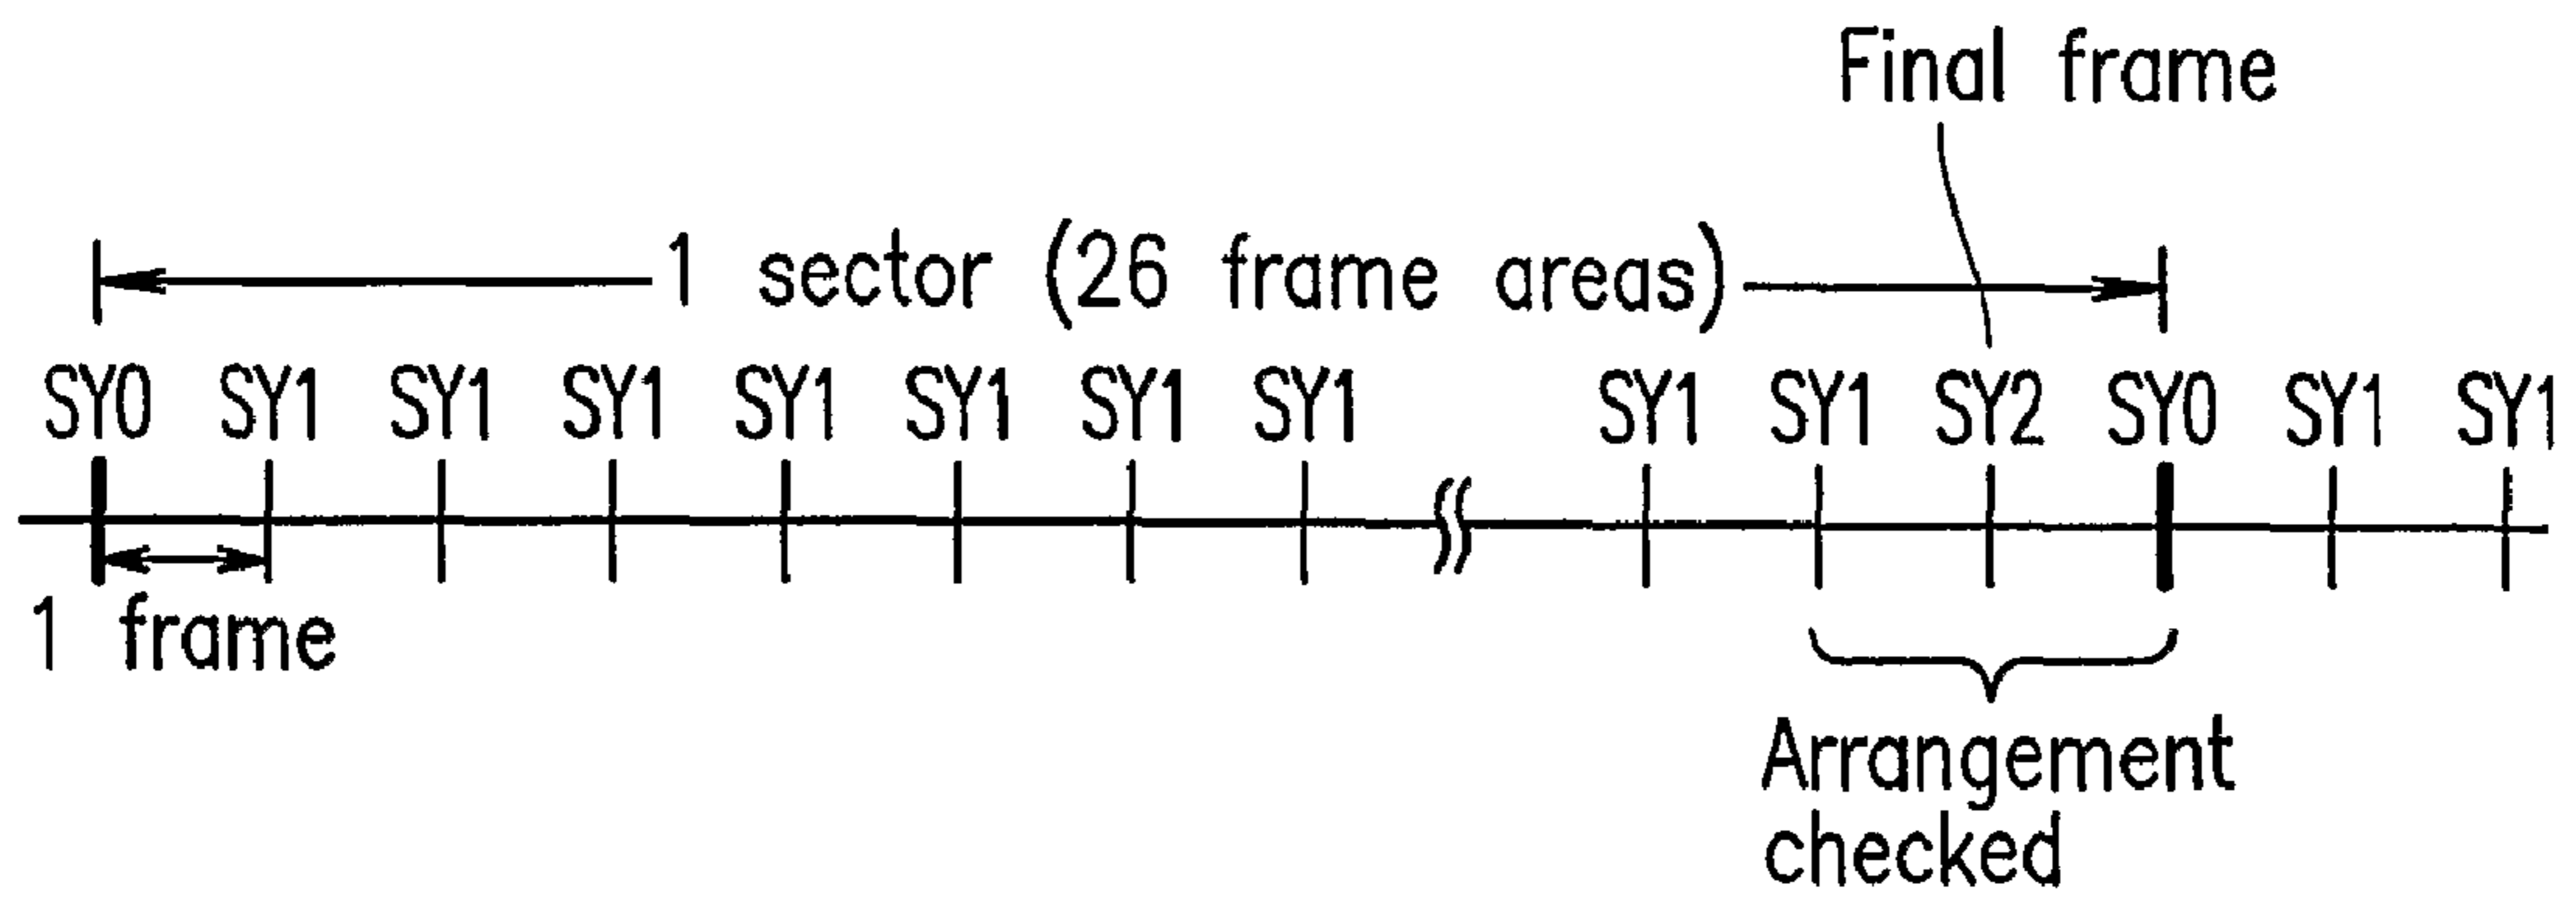 Final frame
1 sector (26 frame areas)
SY0 SY1 SY1 SY1 SY1 SY1 SY1 SY1 SY1 SY1 SY2 SY0 SY1 SY1
1 frame
Arrangement
checked